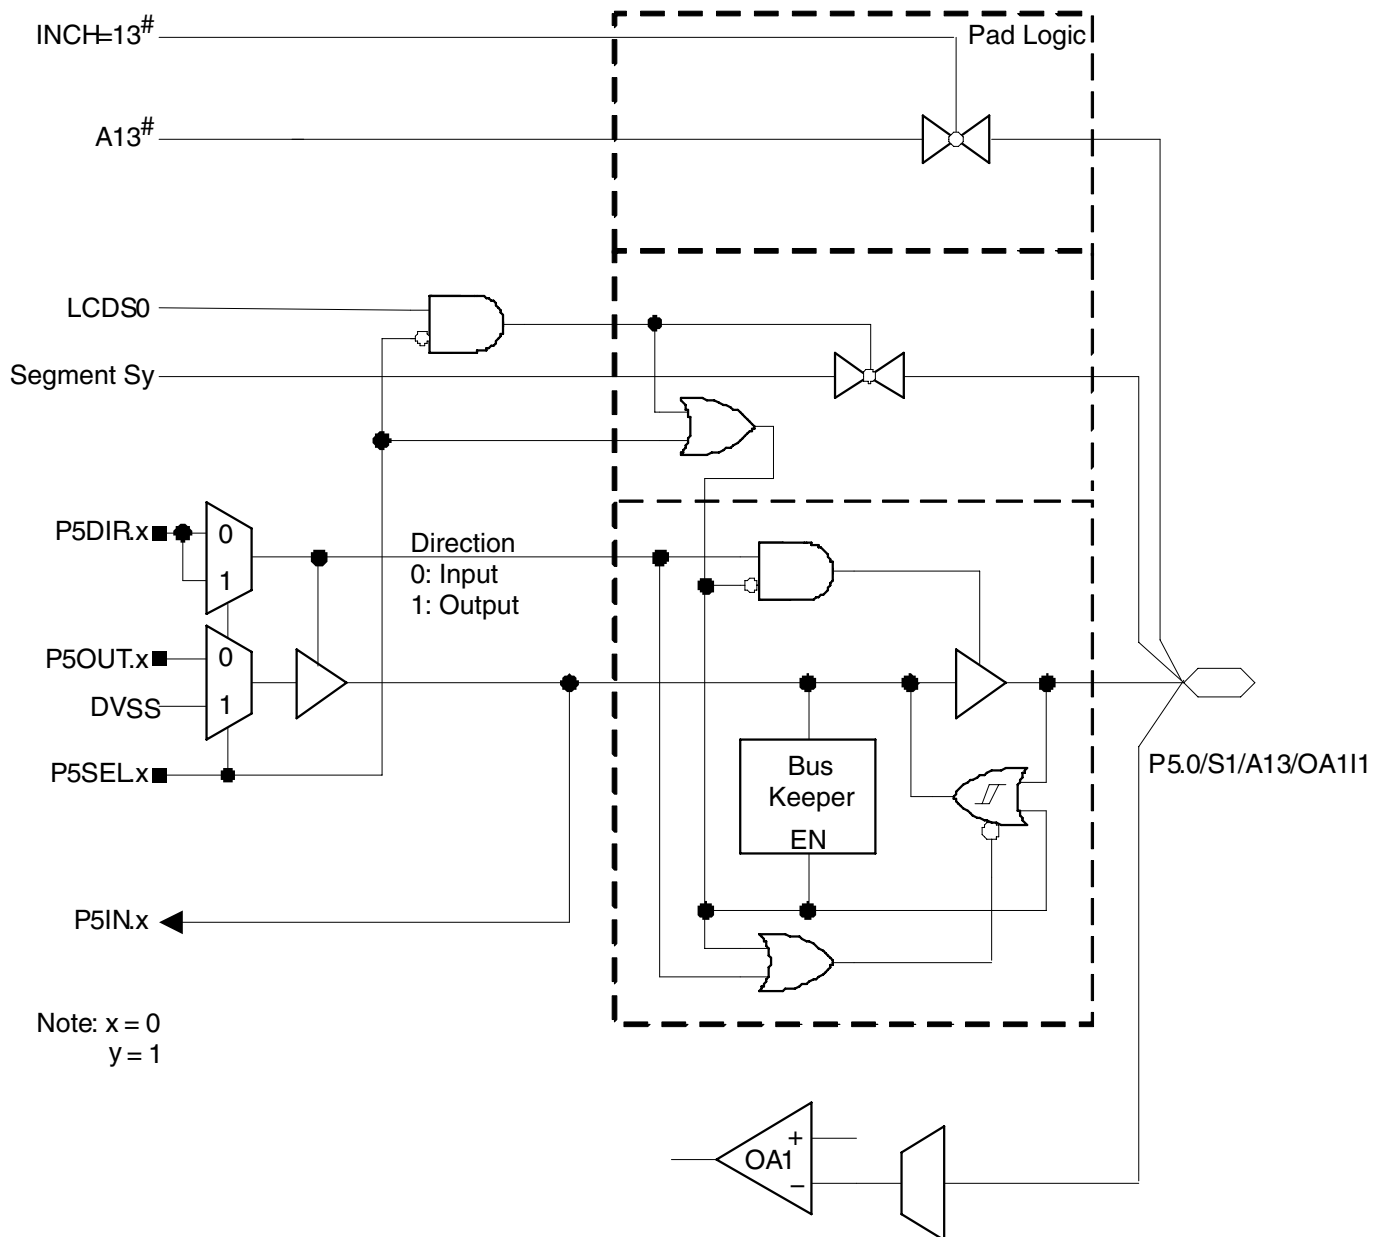 INCH=13#
Pad Logic
A13#
LCDS0
Segment Sy
P5DIR.x
0
1
Direction
0: Input
1: Output
P5OUT.x
0
DVSS
1
P5SEL.x
Bus
Keeper
EN
P5.0/S1/A13/OA1I1
P5IN.x
Note: x = 0
y = 1
+
OA1
−